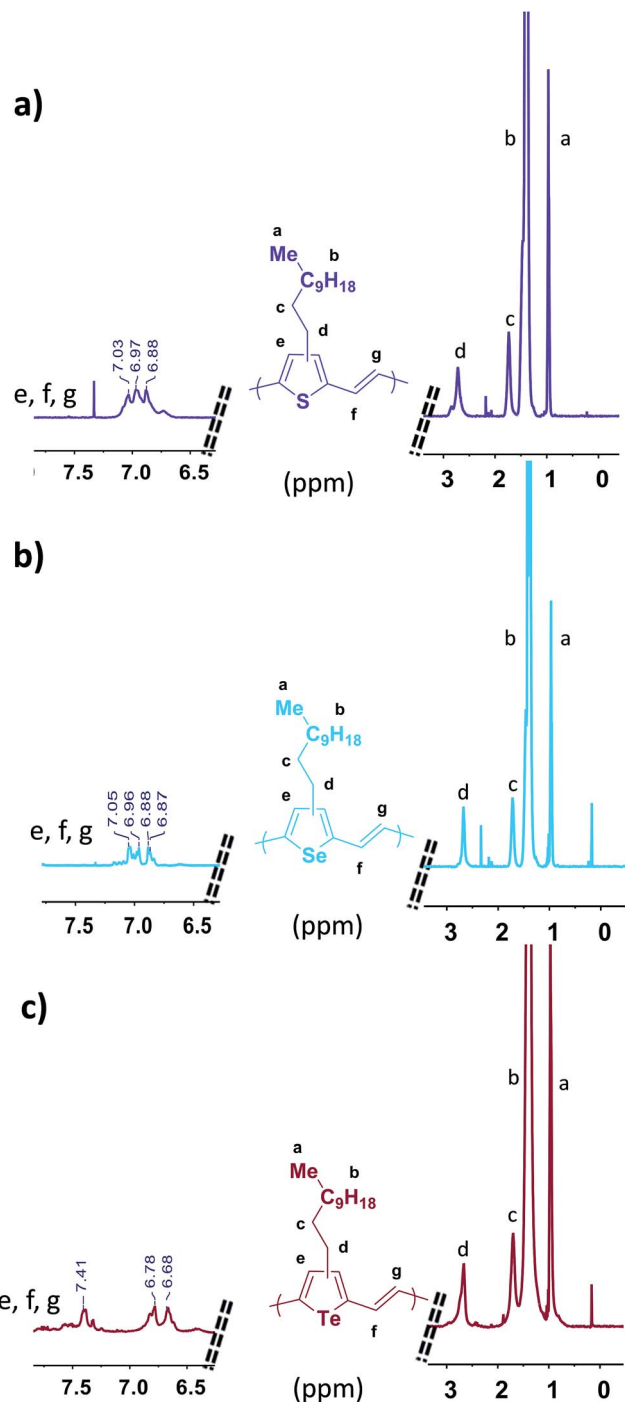 a)
b
a
a
Me
b
C9H18
c
d
c
d
e
g
7.03
6.97
6.88
e, f, g
S
f
7.5 7.0 6.5
3 2 1 0
(ppm)
b)
b
a
a
Me
b
C9H18
c
d
d
c
e
g
7.05
6.96
6.88
6.87
e, f, g
Se
f
7.5 7.0 6.5
3 2 1 0
(ppm)
c)
b
a
a
Me
b
C9H18
c
d
d
c
e
g
7.41
6.78
6.68
e, f, g
Te
f
7.5 7.0 6.5
3 2 1 0
(ppm)